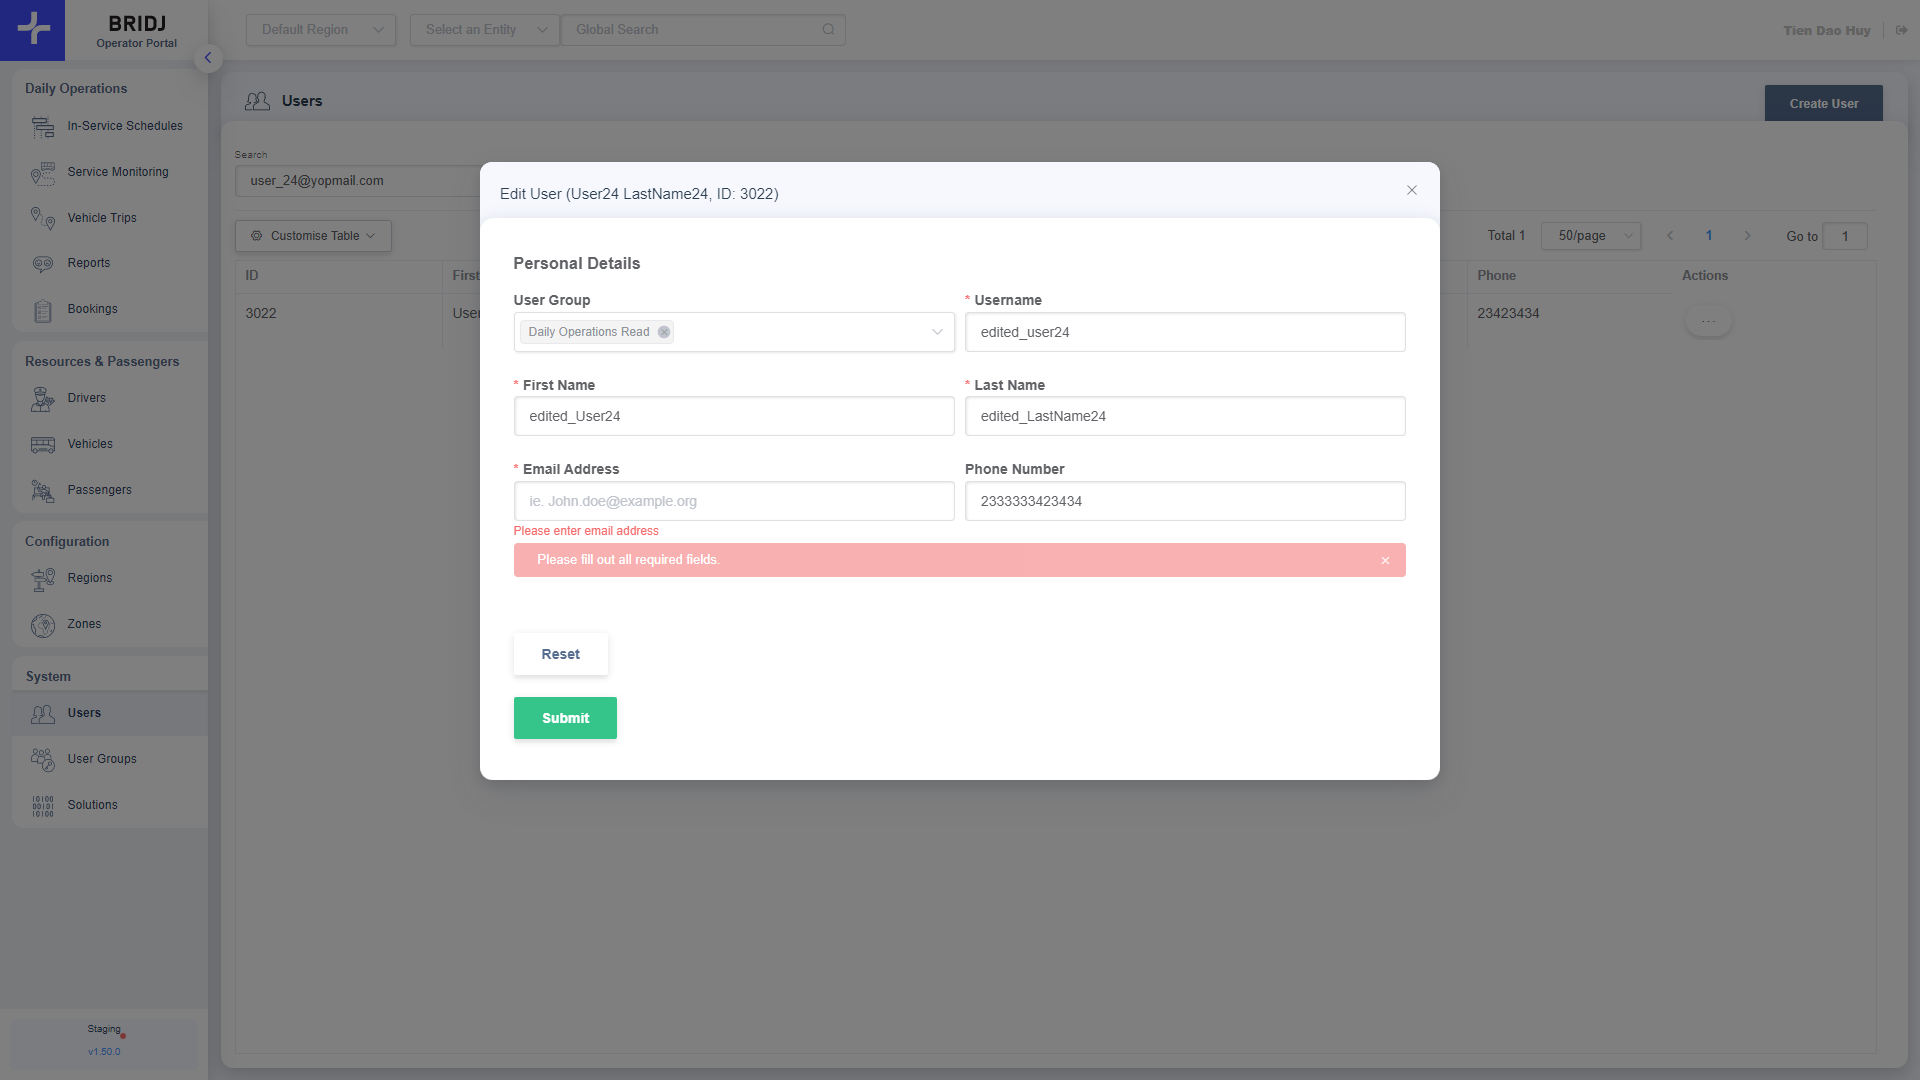 BRIDJ
Operator Portal
Default Region
Select an Entity
Global Search
Tien Dao Huy
Daily Operations
In-Service Schedules
Service Monitoring
Vehicle Trips
Reports
Bookings
Resources & Passengers
Drivers
Vehicles
Passengers
Configuration
Regions
Zones
System
Users
User Groups
Solutions
Staging
v1.50.0
Users
Create User
Search
user_24@yopmail.com
Customise Table
Total 1
50/page
1
Go to
1
ID
First
Phone
Actions
3022
User
23423434
...
Edit User (User24 LastName24, ID: 3022)
Personal Details
User Group
* Username
Daily Operations Read
edited_user24
* First Name
* Last Name
edited_User24
edited_LastName24
* Email Address
Phone Number
ie. John.doe@example.org
2333333423434
Please enter email address
Please fill out all required fields.
Reset
Submit